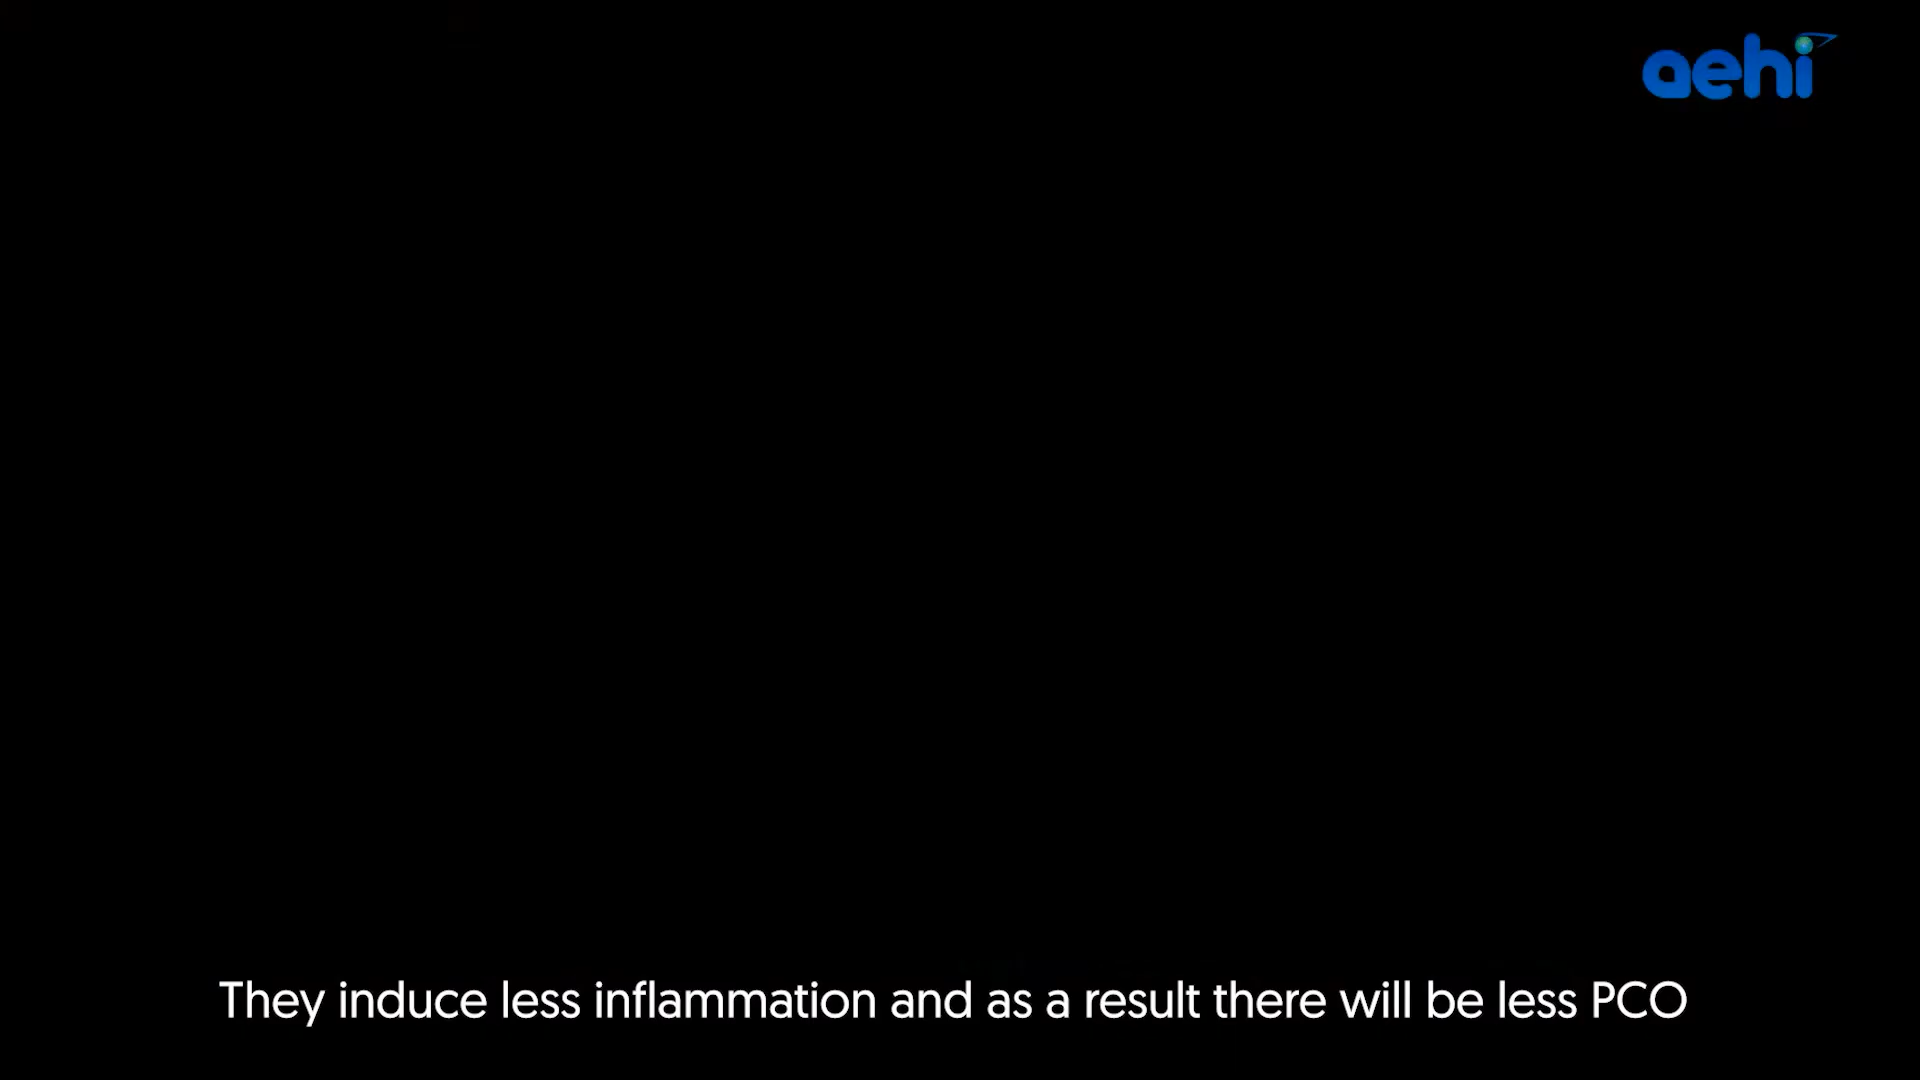 aehi
They induce less inflammation and as a result there will be less PCO